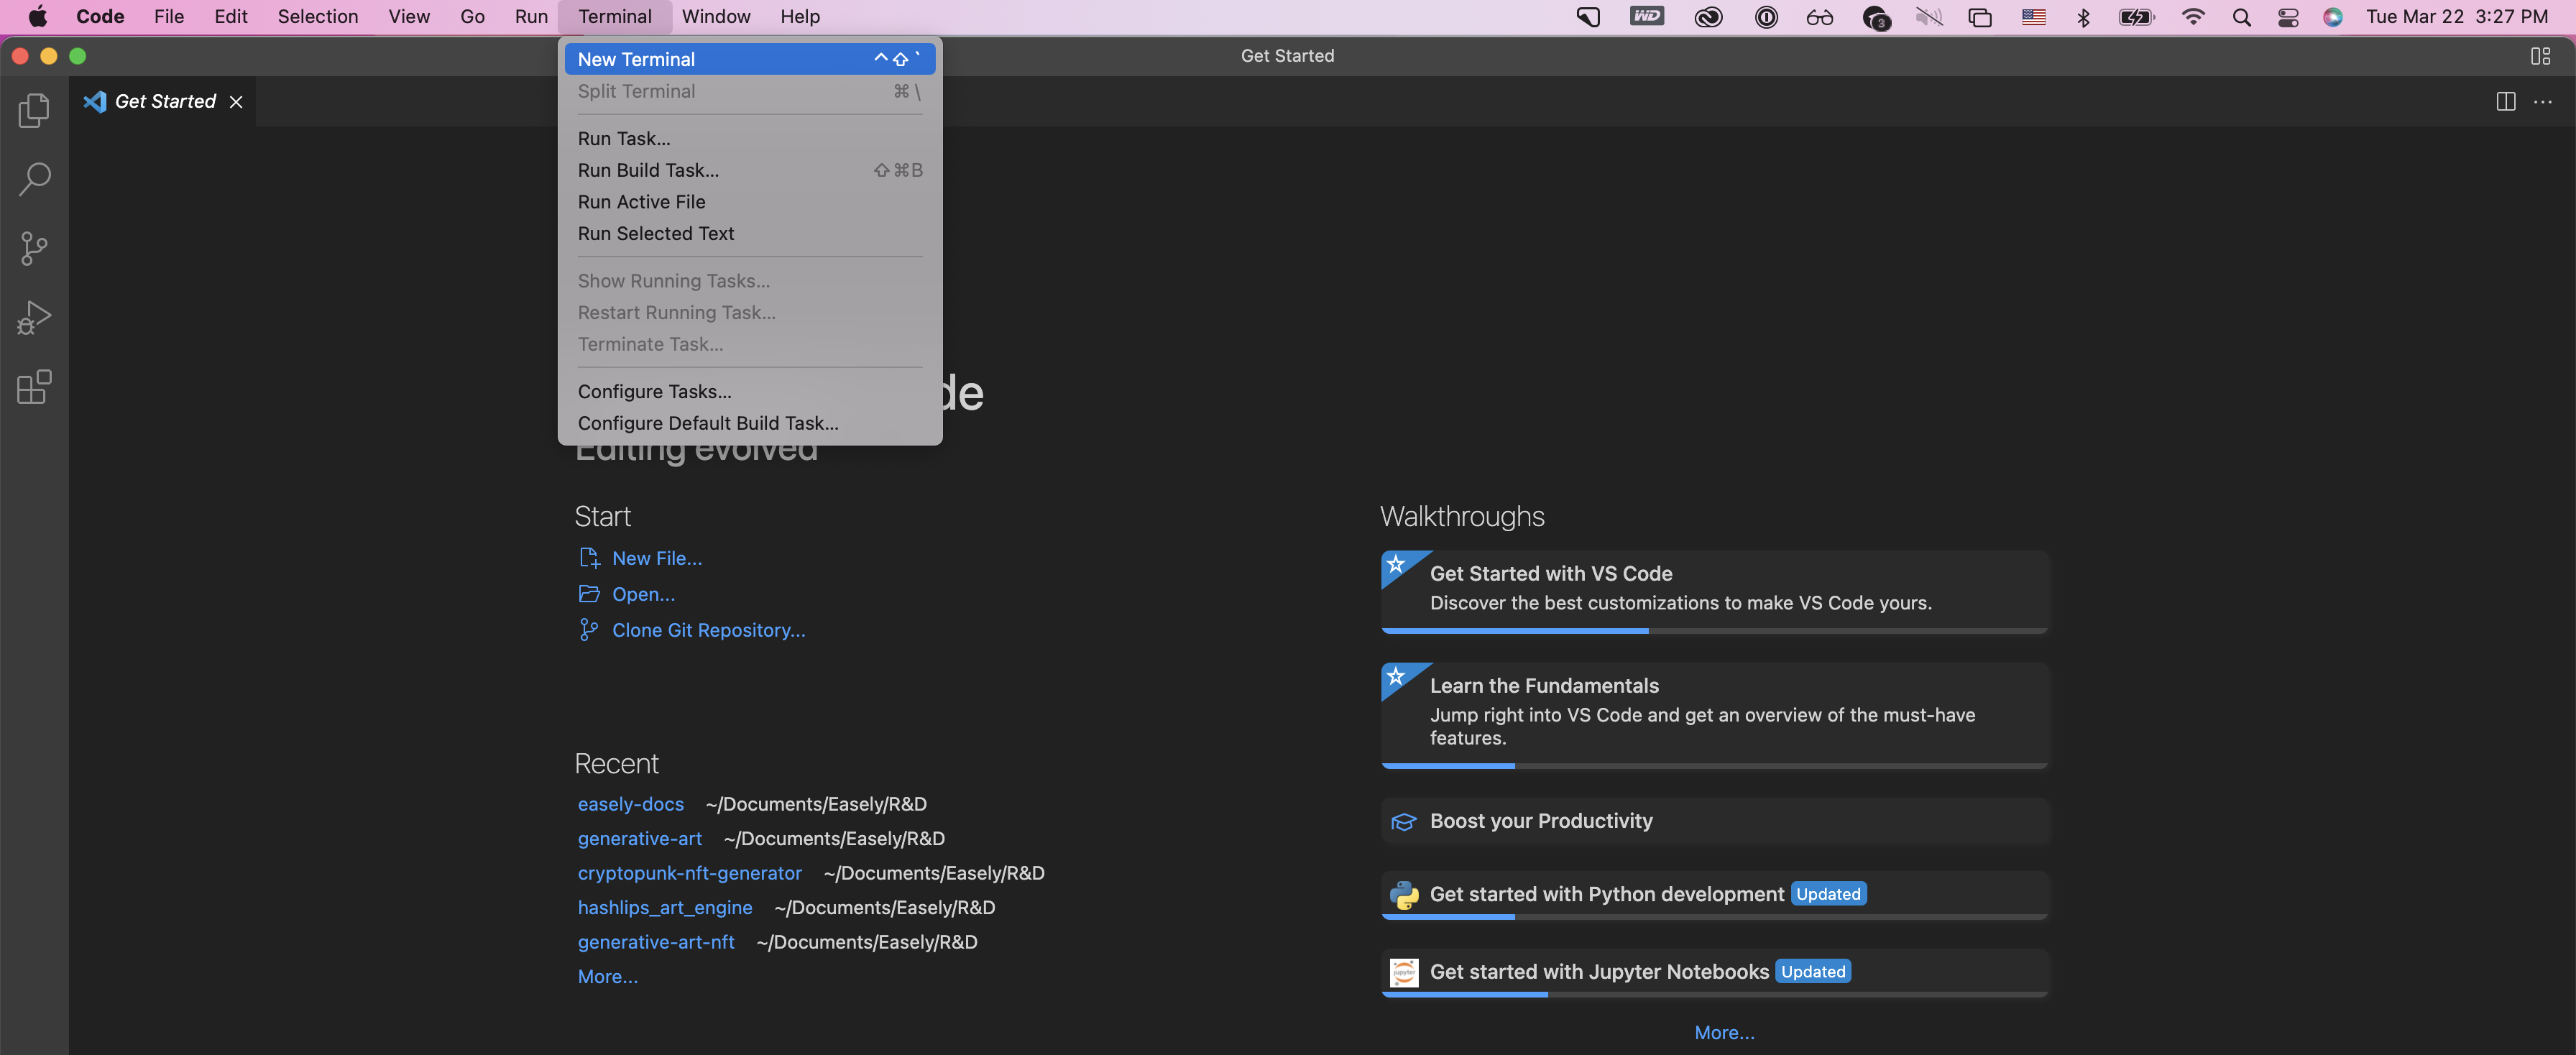 Code File Edit Selection View Go Run Terminal Window Help WD 3 Tue Mar 22 3:27 PM
Get Started
Get Started
New Terminal ^⇧`
Split Terminal ⌘\
Run Task...
Run Build Task... ⇧⌘B
Run Active File
Run Selected Text
Show Running Tasks...
Restart Running Task...
Terminate Task...
Configure Tasks...
Configure Default Build Task...
de
Editing evolved
Start
New File...
Open...
Clone Git Repository...
Recent
easely-docs ~/Documents/Easely/R&D
generative-art ~/Documents/Easely/R&D
cryptopunk-nft-generator ~/Documents/Easely/R&D
hashlips_art_engine ~/Documents/Easely/R&D
generative-art-nft ~/Documents/Easely/R&D
More...
Walkthroughs
Get Started with VS Code
Discover the best customizations to make VS Code yours.
Learn the Fundamentals
Jump right into VS Code and get an overview of the must-have
features.
Boost your Productivity
Get started with Python development Updated
jupyter
Get started with Jupyter Notebooks Updated
More...